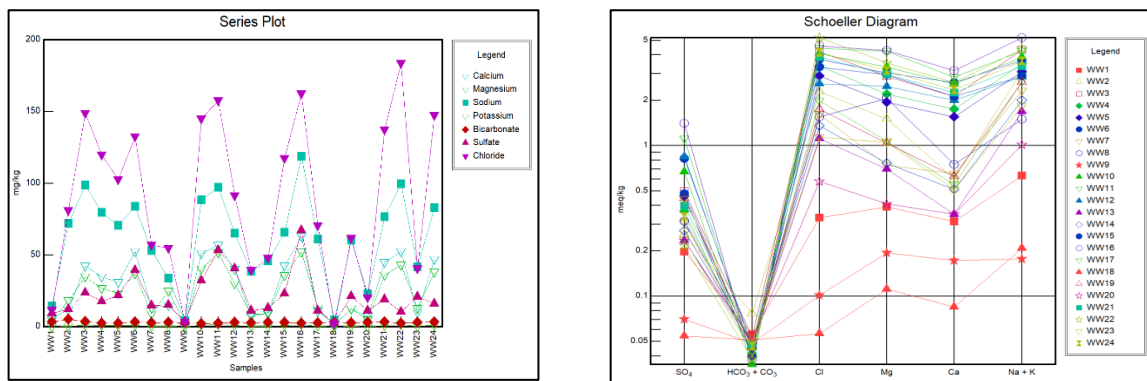 Series Plot
200
150
100
50
0
mg/kg
WW1
WW2
WW3
WW4
WW5
WW6
WW7
WW8
WW9
WW10
WW11
WW12
WW13
WW14
WW15
WW16
WW17
WW18
WW19
WW20
WW21
WW22
WW23
WW24
Samples
Legend
Calcium
Magnesium
Sodium
Potassium
Bicarbonate
Sulfate
Chloride
Schoeller Diagram
5
1
0.5
0.2
0.1
0.05
meq/kg
SO4 HCO3 + CO3 Cl Mg Ca Na + K
Legend
WW1
WW2
WW3
WW4
WW5
WW6
WW7
WW8
WW9
WW10
WW11
WW12
WW13
WW14
WW15
WW16
WW17
WW18
WW19
WW20
WW21
WW22
WW23
WW24